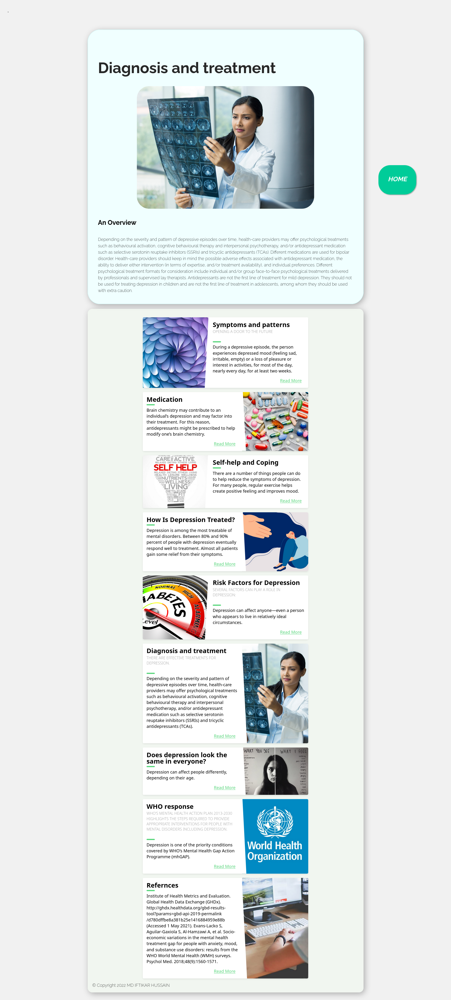 .
Diagnosis and treatment
HOME
An Overview
Depending on the severity and pattern of depressive episodes over time, health-care providers may offer psychological treatments
such as behavioural activation, cognitive behavioural therapy and interpersonal psychotherapy, and/or antidepressant medication
such as selective serotonin reuptake inhibitors (SSRIs) and tricyclic antidepressants (TCAs). Different medications are used for bipolar
disorder. Health-care providers should keep in mind the possible adverse effects associated with antidepressant medication, the
ability to deliver either intervention (in terms of expertise, and/or treatment availability), and individual preferences. Different
psychological treatment formats for consideration include individual and/or group face-to-face psychological treatments delivered
by professionals and supervised lay therapists. Antidepressants are not the first line of treatment for mild depression. They should not
be used for treating depression in children and are not the first line of treatment in adolescents, among whom they should be used
with extra caution.
Symptoms and patterns
OPENING A DOOR TO THE FUTURE
During a depressive episode, the person
experiences depressed mood (feeling sad,
irritable, empty) or a loss of pleasure or
interest in activities, for most of the day,
nearly every day, for at least two weeks.
Read More
Medication
Brain chemistry may contribute to an
individual's depression and may factor into
their treatment. For this reason,
antidepressants might be prescribed to help
modify one's brain chemistry.
Read More
CARE ACTIVE
RELAXED DIETING FITNESS LIVING
SELF HELP
RELAXED DIETING FITNESS LIVING
HEALTH LEISURE WELLNESS
NUTRIENTS
WELLNESS
LIVING
DIET
LIFE
CARE
FIT
Self-help and Coping
There are a number of things people can do
to help reduce the symptoms of depression.
For many people, regular exercise helps
create positive feeling and improves mood.
Read More
How Is Depression Treated?
Depression is among the most treatable of
mental disorders. Between 80% and 90%
percent of people with depression eventually
respond well to treatment. Almost all patients
gain some relief from their symptoms.
Read More
NORMAL
HIGH
ALARMING
IABETES
Level
Risk Factors for Depression
SEVERAL FACTORS CAN PLAY A ROLE IN
DEPRESSION:
Depression can affect anyone—even a person
who appears to live in relatively ideal
circumstances.
Read More
Diagnosis and treatment
THERE ARE EFFECTIVE TREATMENTS FOR
DEPRESSION.
Depending on the severity and pattern of
depressive episodes over time, health-care
providers may offer psychological treatments
such as behavioural activation, cognitive
behavioural therapy and interpersonal
psychotherapy, and/or antidepressant
medication such as selective serotonin
reuptake inhibitors (SSRIs) and tricyclic
antidepressants (TCAs).
Read More
Does depression look the
same in everyone?
Depression can affect people differently,
depending on their age.
Read More
WHAT YOU SEE
WHAT I FEEL
WHO response
WHO'S MENTAL HEALTH ACTION PLAN 2013-2030
HIGHLIGHTS THE STEPS REQUIRED TO PROVIDE
APPROPRIATE INTERVENTIONS FOR PEOPLE WITH
MENTAL DISORDERS INCLUDING DEPRESSION.
Depression is one of the priority conditions
covered by WHO's Mental Health Gap Action
Programme (mhGAP).
Read More
World Health
Organization
Refernces
Institute of Health Metrics and Evaluation.
Global Health Data Exchange (GHDx).
http://ghdx.healthdata.org/gbd-results-
tool?params=gbd-api-2019-permalink
/d780dffbe8a381b25e1416884959e88b
(Accessed 1 May 2021). Evans-Lacko S,
Aguilar-Gaxiola S, Al-Hamzawi A, et al. Socio-
economic variations in the mental health
treatment gap for people with anxiety, mood,
and substance use disorders: results from the
WHO World Mental Health (WMH) surveys.
Psychol Med. 2018;48(9):1560-1571.
Read More
© Copyright 2022 MD IFTIKAR HUSSAIN